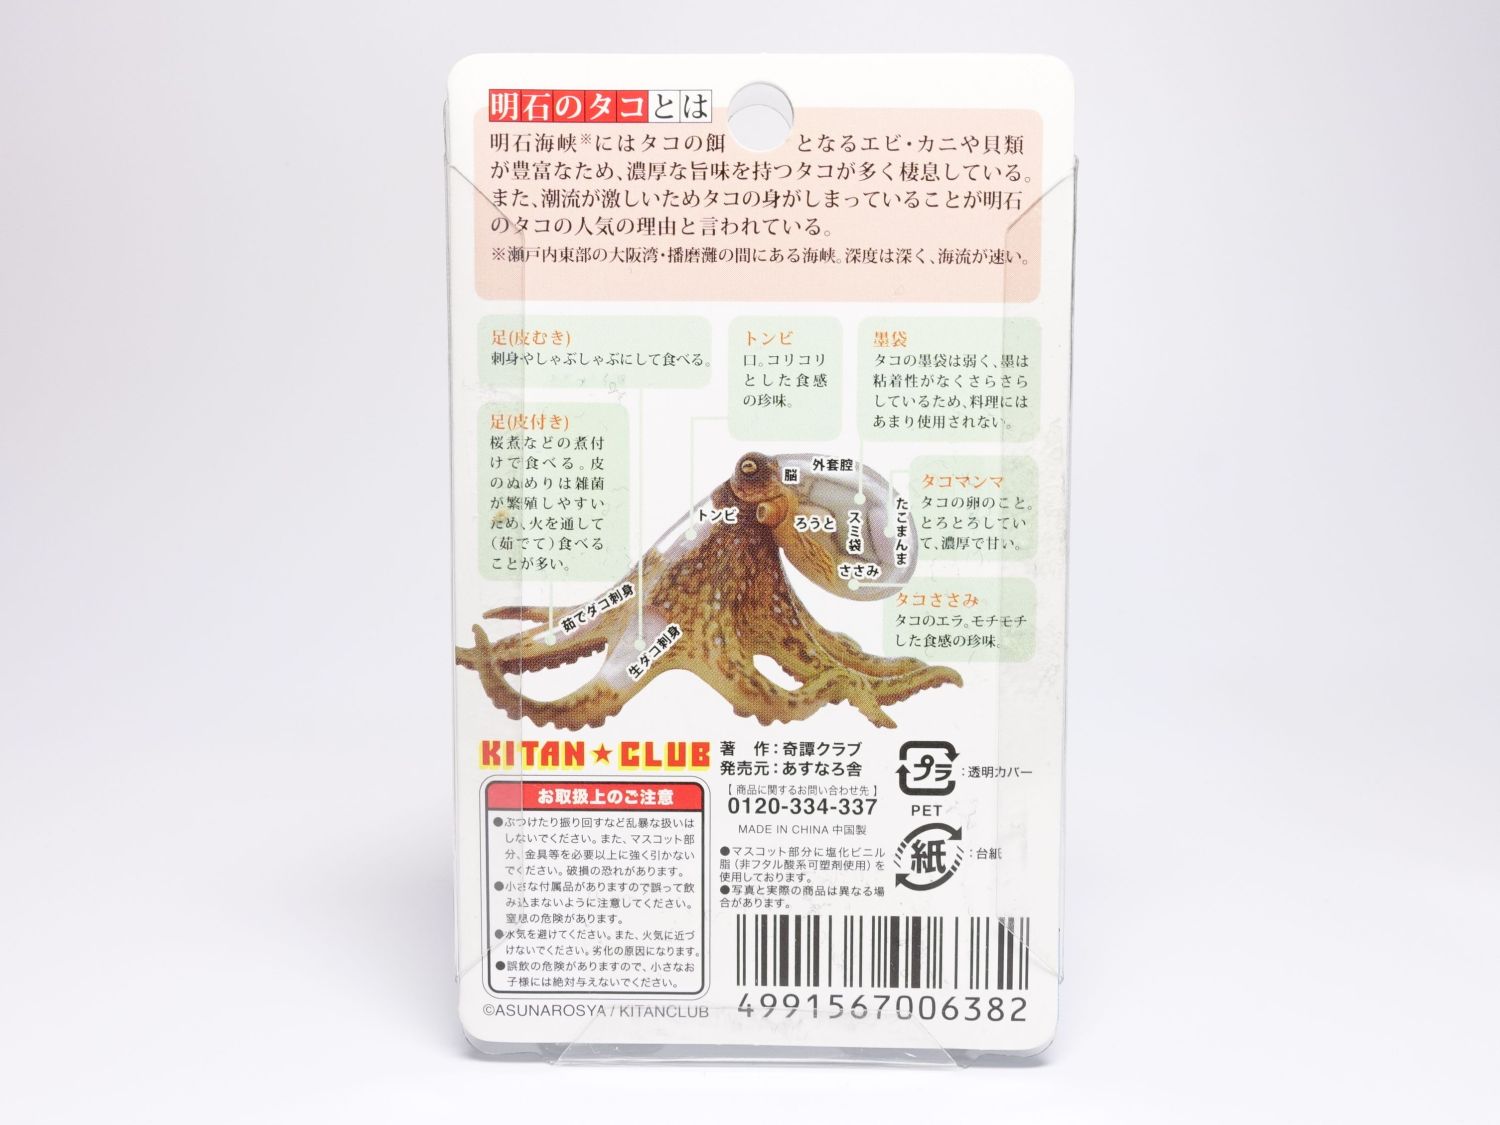 明石のタコとは
明石海峡※にはタコの餌　となるエビ・カニや貝類
が豊富なため、濃厚な旨味を持つタコが多く棲息している。
また、潮流が激しいためタコの身がしまっていることが明石
のタコの人気の理由と言われている。
※瀬戸内東部の大阪湾・播磨灘の間にある海峡。深度は深く、海流が速い。
足(皮むき)
刺身やしゃぶしゃぶにして食べる。
トンビ
口。コリコリ
とした食感
の珍味。
墨袋
タコの墨袋は弱く、墨は
粘着性がなくさらさら
しているため、料理には
あまり使用されない。
足(皮付き)
桜煮などの煮付
けで食べる。皮
のぬめりは雑菌
が繁殖しやすい
ため、火を通して
(茹でて)食べる
ことが多い。
タコマンマ
タコの卵のこと。
とろとろしてい
て、濃厚で甘い。
タコささみ
タコのエラ。モチモチ
した食感の珍味。
脳
外套腔
トンビ
ろうと
スミ袋
たこまんま
ささみ
茹でダコ刺身
生ダコ刺身
KITAN★CLUB
著　作：奇譚クラブ
発売元：あすなろ舎
【商品に関するお問い合わせ先】
0120-334-337
MADE IN CHINA 中国製
●マスコット部分に塩化ビニル
脂（非フタル酸系可塑剤使用）を
使用しております。
●写真と実際の商品は異なる場
合があります。
プラ
：透明カバー
PET
紙
：台紙
お取扱上のご注意
●ぶつけたり振り回すなど乱暴な扱いは
しないでください。また、マスコット部
分、金具等を必要以上に強く引かない
でください。破損の恐れがあります。
●小さな付属品がありますので誤って飲
み込まないように注意してください。
窒息の危険があります。
●水気を避けてください。また、火気に近づ
けないでください。劣化の原因になります。
●誤飲の危険がありますので、小さなお
子様には絶対与えないでください。
©ASUNAROSYA / KITANCLUB
4991567006382